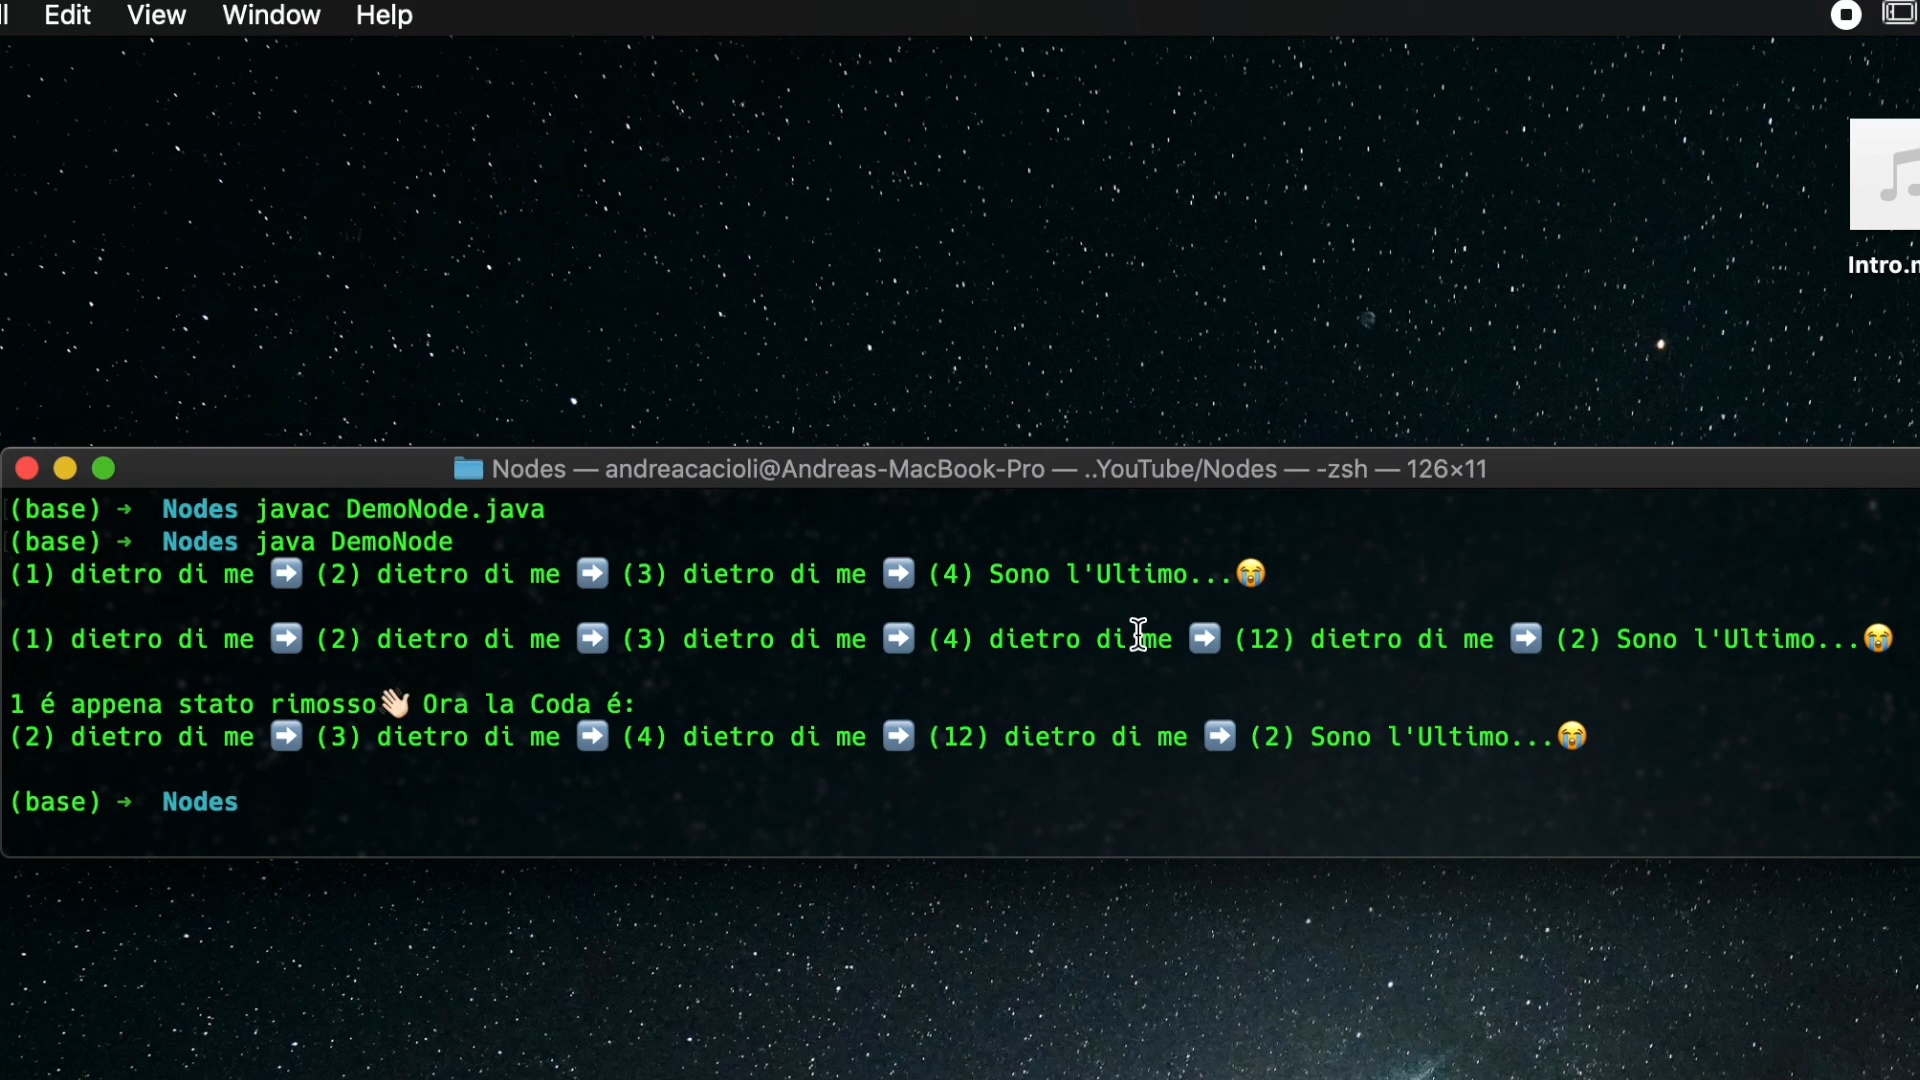 Edit View Window Help
Nodes — andreacacioli@Andreas-MacBook-Pro — ..YouTube/Nodes — -zsh — 126×11
(base) ➜ Nodes javac DemoNode.java
(base) ➜ Nodes java DemoNode
(1) dietro di me ➡️ (2) dietro di me ➡️ (3) dietro di me ➡️ (4) Sono l'Ultimo...😭
(1) dietro di me ➡️ (2) dietro di me ➡️ (3) dietro di me ➡️ (4) dietro di me ➡️ (12) dietro di me ➡️ (2) Sono l'Ultimo...😭
1 é appena stato rimosso👋🏻 Ora la Coda é:
(2) dietro di me ➡️ (3) dietro di me ➡️ (4) dietro di me ➡️ (12) dietro di me ➡️ (2) Sono l'Ultimo...😭
(base) ➜ Nodes